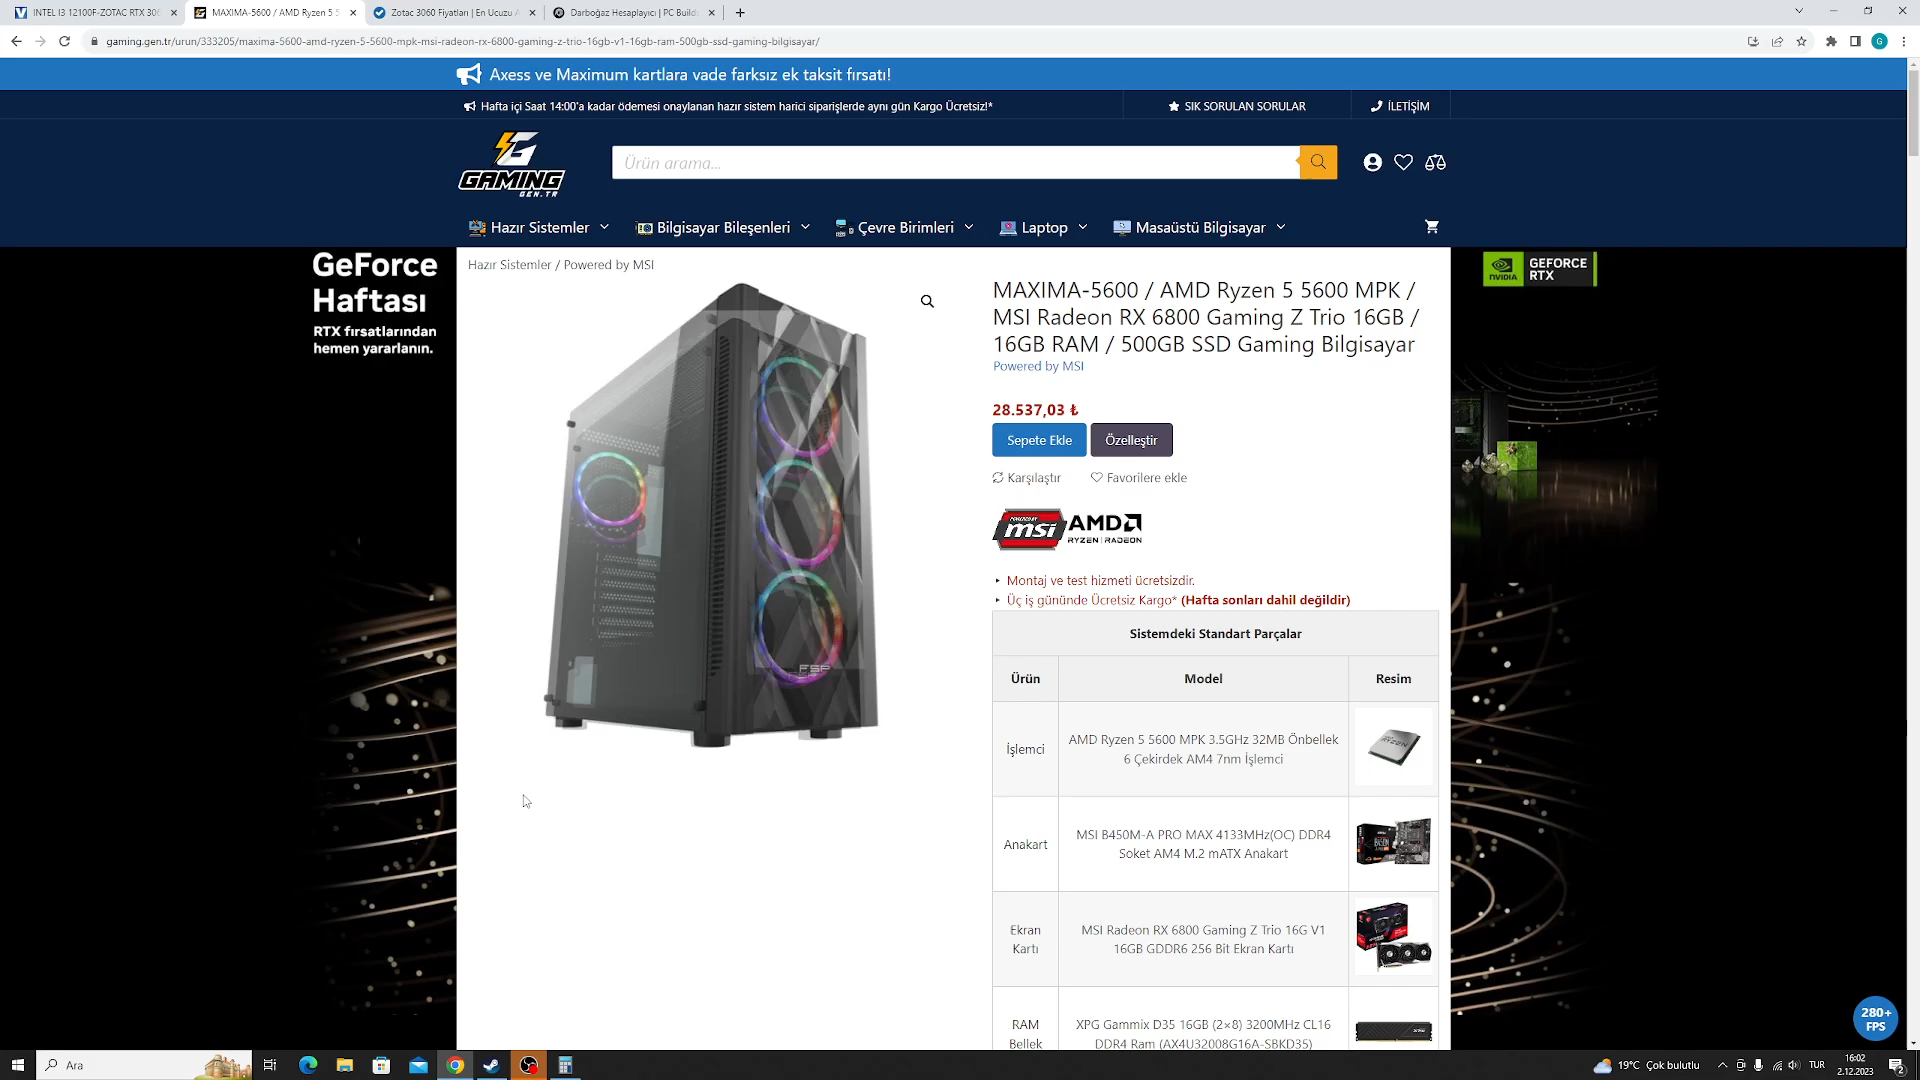 INTEL I3 12100F-ZOTAC RTX 306
MAXIMA-5600 / AMD Ryzen 5 5
Zotac 3060 Fiyatları | En Ucuzu A
Darboğaz Hesaplayıcı | PC Build
gaming.gen.tr/urun/333205/maxima-5600-amd-ryzen-5-5600-mpk-msi-radeon-rx-6800-gaming-z-trio-16gb-v1-16gb-ram-500gb-ssd-gaming-bilgisayar/
G
Axess ve Maximum kartlara vade farksız ek taksit fırsatı!
Hafta içi Saat 14:00'a kadar ödemesi onaylanan hazır sistem harici siparişlerde aynı gün Kargo Ücretsiz!*
SIK SORULAN SORULAR
İLETİŞİM
GAMING
GEN.TR
Ürün arama...
Hazır Sistemler
Bilgisayar Bileşenleri
Çevre Birimleri
Laptop
Masaüstü Bilgisayar
GeForce
Haftası
RTX fırsatlarından
hemen yararlanın.
NVIDIA
GEFORCE
RTX
Hazır Sistemler / Powered by MSI
MAXIMA-5600 / AMD Ryzen 5 5600 MPK /
MSI Radeon RX 6800 Gaming Z Trio 16GB /
16GB RAM / 500GB SSD Gaming Bilgisayar
Powered by MSI
28.537,03 ₺
Sepete Ekle
Özelleştir
Karşılaştır
Favorilere ekle
POWERED BY
msi
AMD
RYZEN | RADEON
FSP
Montaj ve test hizmeti ücretsizdir.
Üç iş gününde Ücretsiz Kargo* (Hafta sonları dahil değildir)
Sistemdeki Standart Parçalar
Ürün
Model
Resim
İşlemci
AMD Ryzen 5 5600 MPK 3.5GHz 32MB Önbellek
6 Çekirdek AM4 7nm İşlemci
RYZEN
Anakart
MSI B450M-A PRO MAX 4133MHz(OC) DDR4
Soket AM4 M.2 mATX Anakart
Ekran
Kartı
MSI Radeon RX 6800 Gaming Z Trio 16G V1
16GB GDDR6 256 Bit Ekran Kartı
RAM
Bellek
XPG Gammix D35 16GB (2×8) 3200MHz CL16
DDR4 Ram (AX4U32008G16A-SBKD35)
280+
FPS
Ara
19°C Çok bulutlu
TUR
16:02
2.12.2023
2